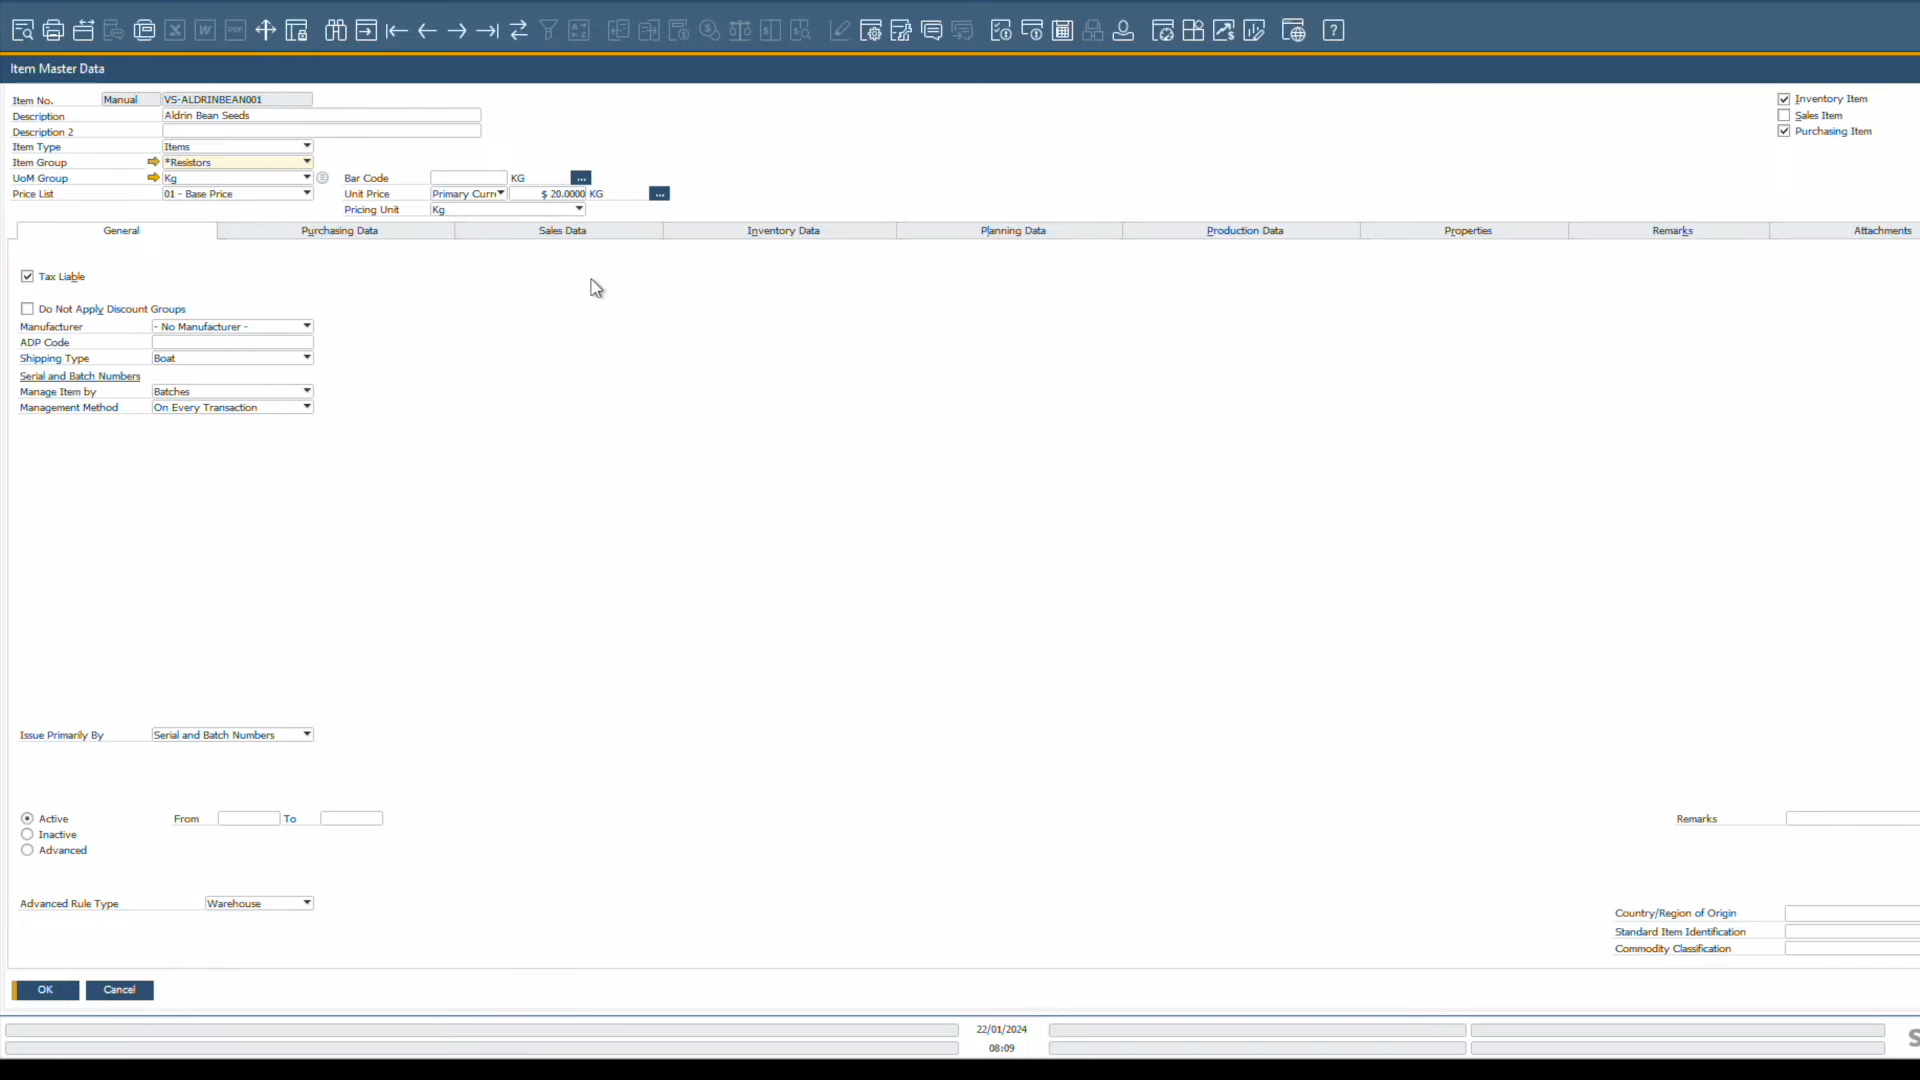 Item Master Data
Item No. Manual VS-ALDRINBEAN001
Inventory Item
Description Aldrin Bean Seeds
Sales Item
Description 2
Purchasing Item
Item Type Items
Item Group *Resistors
UoM Group Kg Bar Code KG ...
Price List 01 - Base Price Unit Price Primary Curre $ 20.0000 KG ...
Pricing Unit Kg
General Purchasing Data Sales Data Inventory Data Planning Data Production Data Properties Remarks Attachments
Tax Liable
Do Not Apply Discount Groups
Manufacturer - No Manufacturer -
ADP Code
Shipping Type Boat
Serial and Batch Numbers
Manage Item by Batches
Management Method On Every Transaction
Issue Primarily By Serial and Batch Numbers
Active From To Remarks
Inactive
Advanced
Advanced Rule Type Warehouse
Country/Region of Origin
Standard Item Identification
Commodity Classification
OK Cancel
22/01/2024
08:09